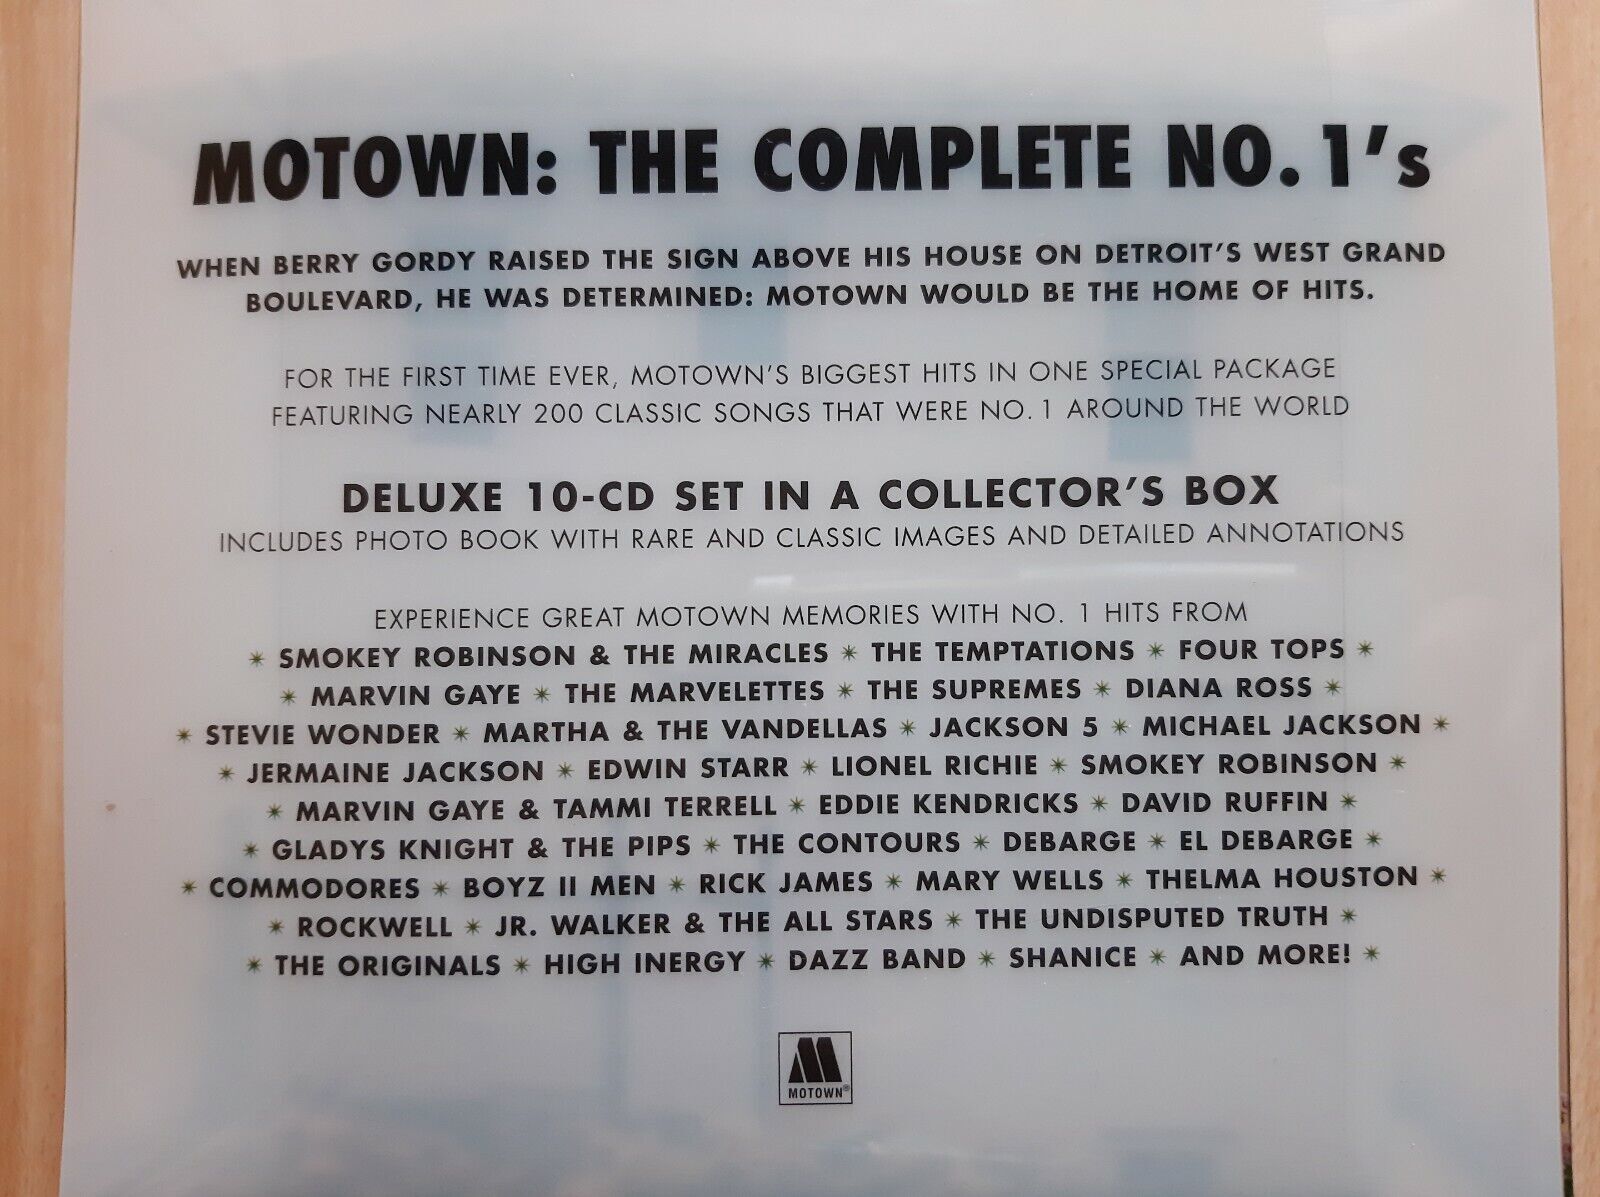 MOTOWN: THE COMPLETE NO. 1's
WHEN BERRY GORDY RAISED THE SIGN ABOVE HIS HOUSE ON DETROIT'S WEST GRAND
BOULEVARD, HE WAS DETERMINED: MOTOWN WOULD BE THE HOME OF HITS.
FOR THE FIRST TIME EVER, MOTOWN'S BIGGEST HITS IN ONE SPECIAL PACKAGE
FEATURING NEARLY 200 CLASSIC SONGS THAT WERE NO. 1 AROUND THE WORLD
DELUXE 10-CD SET IN A COLLECTOR'S BOX
INCLUDES PHOTO BOOK WITH RARE AND CLASSIC IMAGES AND DETAILED ANNOTATIONS
EXPERIENCE GREAT MOTOWN MEMORIES WITH NO. 1 HITS FROM
✴ SMOKEY ROBINSON & THE MIRACLES ✴ THE TEMPTATIONS ✴ FOUR TOPS ✴
✴ MARVIN GAYE ✴ THE MARVELETTES ✴ THE SUPREMES ✴ DIANA ROSS ✴
✴ STEVIE WONDER ✴ MARTHA & THE VANDELLAS ✴ JACKSON 5 ✴ MICHAEL JACKSON ✴
✴ JERMAINE JACKSON ✴ EDWIN STARR ✴ LIONEL RICHIE ✴ SMOKEY ROBINSON ✴
✴ MARVIN GAYE & TAMMI TERRELL ✴ EDDIE KENDRICKS ✴ DAVID RUFFIN ✴
✴ GLADYS KNIGHT & THE PIPS ✴ THE CONTOURS ✴ DEBARGE ✴ EL DEBARGE ✴
✴ COMMODORES ✴ BOYZ II MEN ✴ RICK JAMES ✴ MARY WELLS ✴ THELMA HOUSTON ✴
✴ ROCKWELL ✴ JR. WALKER & THE ALL STARS ✴ THE UNDISPUTED TRUTH ✴
✴ THE ORIGINALS ✴ HIGH INERGY ✴ DAZZ BAND ✴ SHANICE ✴ AND MORE! ✴
MOTOWN®